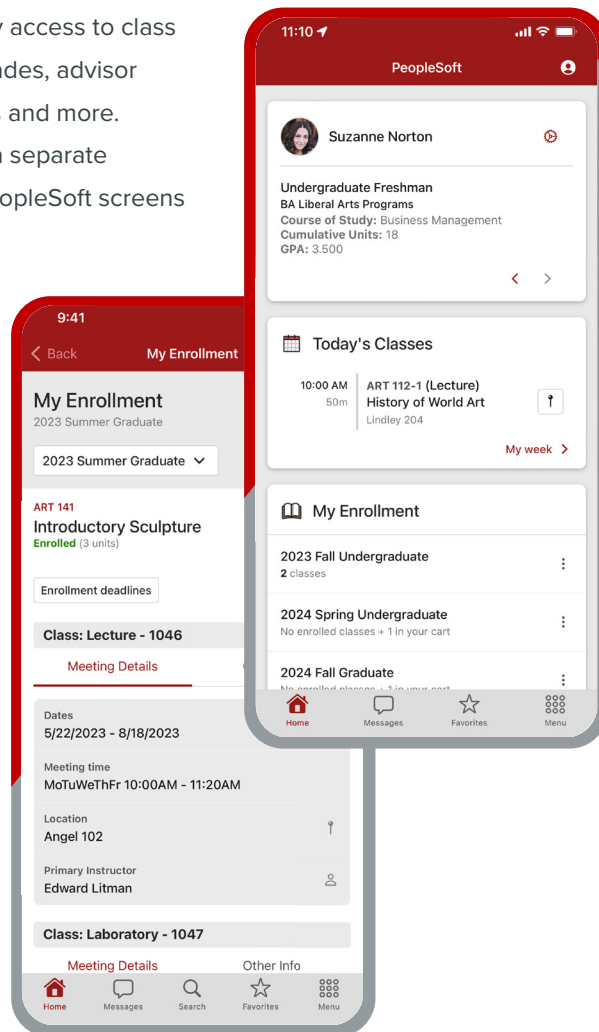 y access to class
ades, advisor
s and more.
n separate
opleSoft screens
11:10
PeopleSoft
Suzanne Norton
Undergraduate Freshman
BA Liberal Arts Programs
Course of Study: Business Management
Cumulative Units: 18
GPA: 3.500
Today's Classes
10:00 AM ART 112-1 (Lecture)
50m History of World Art
Lindley 204
My week
My Enrollment
2023 Fall Undergraduate
2 classes
2024 Spring Undergraduate
No enrolled classes + 1 in your cart
2024 Fall Graduate
No enrolled classes + 1 in your cart
Home Messages Favorites Menu
9:41
Back My Enrollment
My Enrollment
2023 Summer Graduate
2023 Summer Graduate
ART 141
Introductory Sculpture
Enrolled (3 units)
Enrollment deadlines
Class: Lecture - 1046
Meeting Details
Dates
5/22/2023 - 8/18/2023
Meeting time
MoTuWeThFr 10:00AM - 11:20AM
Location
Angel 102
Primary Instructor
Edward Litman
Class: Laboratory - 1047
Meeting Details Other Info
Home Messages Search Favorites Menu